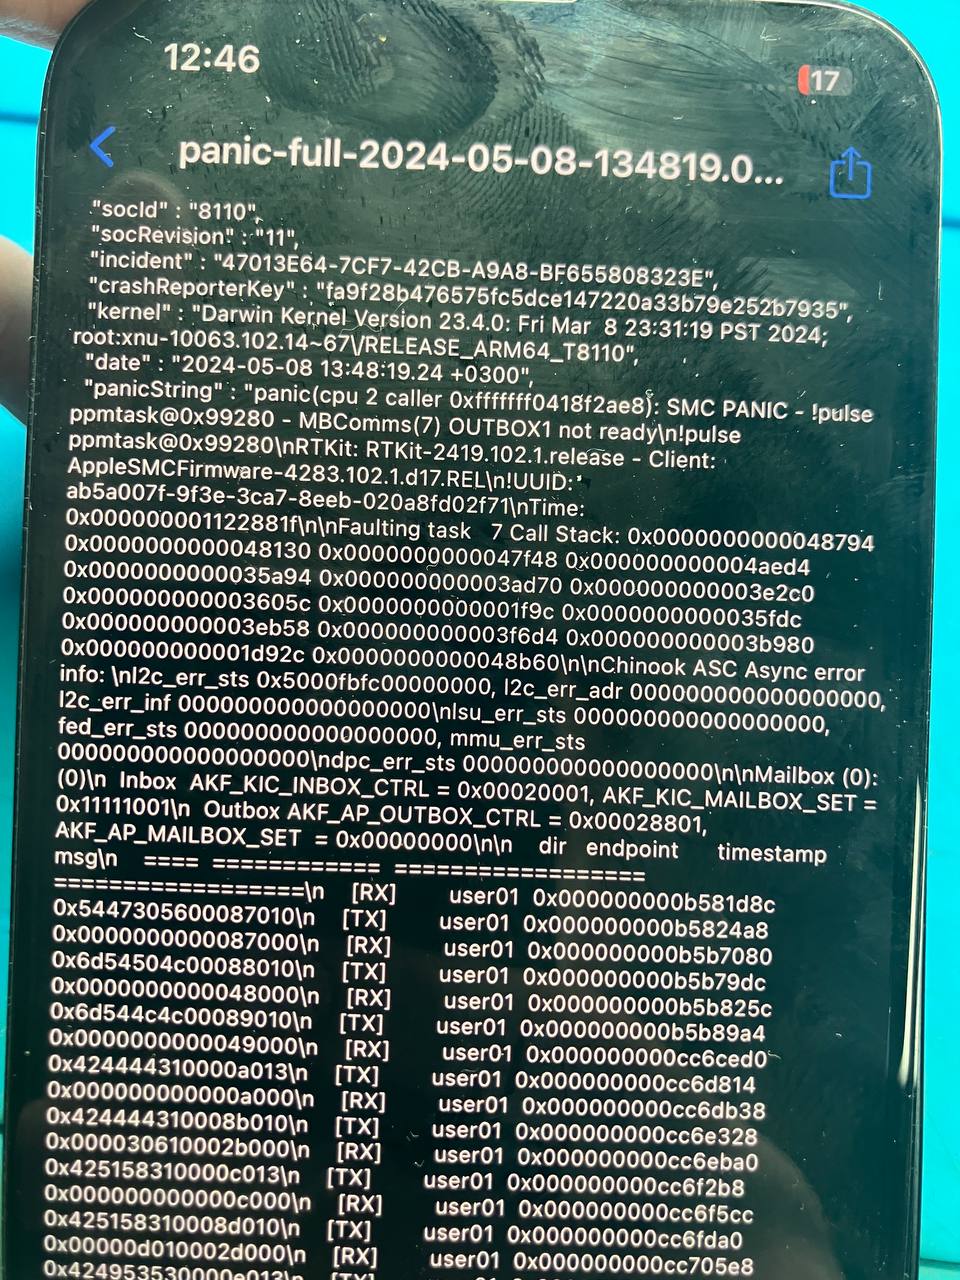 12:46
17
panic-full-2024-05-08-134819.0...
"socId" : "8110",
"socRevision" : "11",
"incident" : "47013E64-7CF7-42CB-A9A8-BF655808323E",
"crashReporterKey" : "fa9f28b476575fc5dce147220a33b79e252b7935",
"kernel" : "Darwin Kernel Version 23.4.0: Fri Mar 8 23:31:19 PST 2024;
root:xnu-10063.102.14~67\/RELEASE_ARM64_T8110",
"date" : "2024-05-08 13:48:19.24 +0300",
"panicString" : "panic(cpu 2 caller 0xfffffff0418f2ae8): SMC PANIC - !pulse
ppmtask@0x99280 - MBComms(7) OUTBOX1 not ready\n!pulse
ppmtask@0x99280\nRTKit: RTKit-2419.102.1.release - Client:
AppleSMCFirmware-4283.102.1.d17.REL\n!UUID:
ab5a007f-9f3e-3ca7-8eeb-020a8fd02f71\nTime:
0x000000001122881f\n\nFaulting task 7 Call Stack: 0x0000000000048794
0x0000000000048130 0x0000000000047f48 0x000000000004aed4
0x0000000000035a94 0x000000000003ad70 0x000000000003e2c0
0x000000000003605c 0x0000000000001f9c 0x0000000000035fdc
0x000000000003eb58 0x000000000003f6d4 0x000000000003b980
0x000000000001d92c 0x0000000000048b60\n\nChinook ASC Async error
info: \nl2c_err_sts 0x5000fbfc00000000, l2c_err_adr 0000000000000000000,
l2c_err_inf 000000000000000000\nlsu_err_sts 000000000000000000,
fed_err_sts 000000000000000000, mmu_err_sts
000000000000000000\ndpc_err_sts 000000000000000000\n\nMailbox (0):
(0)\n Inbox AKF_KIC_INBOX_CTRL = 0x00020001, AKF_KIC_MAILBOX_SET =
0x11111001\n Outbox AKF_AP_OUTBOX_CTRL = 0x00028801,
AKF_AP_MAILBOX_SET = 0x00000000\n\n dir endpoint timestamp
msg\n ==== ============ ==================
==================\n [RX] user01 0x000000000b581d8c
0x5447305600087010\n [TX] user01 0x000000000b5824a8
0x0000000000087000\n [RX] user01 0x000000000b5b7080
0x6d54504c00088010\n [TX] user01 0x000000000b5b79dc
0x0000000000048000\n [RX] user01 0x000000000b5b825c
0x6d544c4c00089010\n [TX] user01 0x000000000b5b89a4
0x0000000000049000\n [RX] user01 0x000000000cc6ced0
0x424444310000a013\n [TX] user01 0x000000000cc6d814
0x000000000000a000\n [RX] user01 0x000000000cc6db38
0x424444310008b010\n [TX] user01 0x000000000cc6e328
0x000030610002b000\n [RX] user01 0x000000000cc6eba0
0x425158310000c013\n [TX] user01 0x000000000cc6f2b8
0x000000000000c000\n [RX] user01 0x000000000cc6f5cc
0x425158310008d010\n [TX] user01 0x000000000cc6fda0
0x00000d010002d000\n [RX] user01 0x000000000cc705e8
0x424953530000e013\n [TX] user01